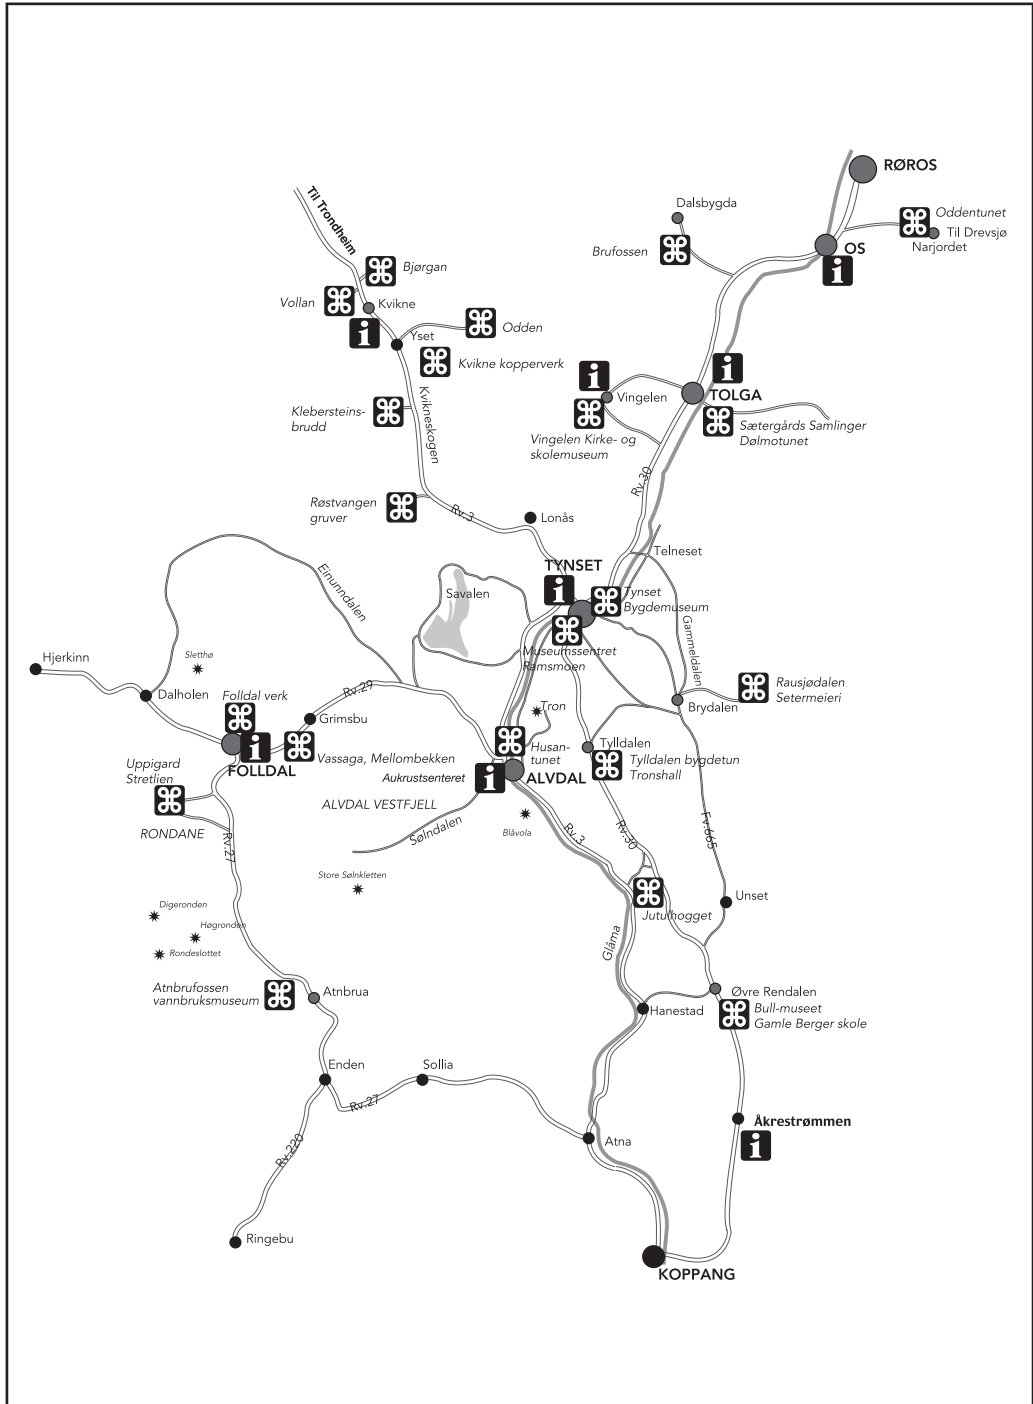 RØROS
Dalsbygda
Oddentunet
Til Drevsjø
Narjordet
OS
Brufossen
Til Trondheim
Bjørgan
Vollan
Kvikne
Odden
Yset
Kvikne kopperverk
Kvikneskogen
Klebersteins-
brudd
Vingelen
TOLGA
Vingelen Kirke- og
skolemuseum
Sætergårds Samlinger
Dølmotunet
Rv.30
Røstvangen
gruver
Rv.3
Lonås
Telneset
TYNSET
Tynset
Bygdemuseum
Einunndalen
Savalen
Gammeldalen
Museumssentret
Ramsmoen
Hjerkinn
Sletthø
Dalholen
Folldal verk
Rv.29
Grimsbu
Tron
Rausjødalen
Setermeieri
Brydalen
FOLLDAL
Vassaga, Mellombekken
Husan-
tunet
Tylldalen
Tylldalen bygdetun
Tronshall
Aukrustsenteret
ALVDAL
Uppigard
Stretlien
ALVDAL VESTFJELL
RONDANE
Sølndalen
Blåvola
Rv.3
Rv.30
Fv.665
Rv.27
Store Sølnkletten
Unset
Jutulhogget
Digeronden
Høgronden
Rondeslottet
Glåma
Atnbrufossen
vannbruksmuseum
Atnbrua
Øvre Rendalen
Bull-museet
Gamle Berger skole
Hanestad
Enden
Sollia
Rv.27
Åkrestrømmen
Atna
Rv.220
Ringebu
KOPPANG